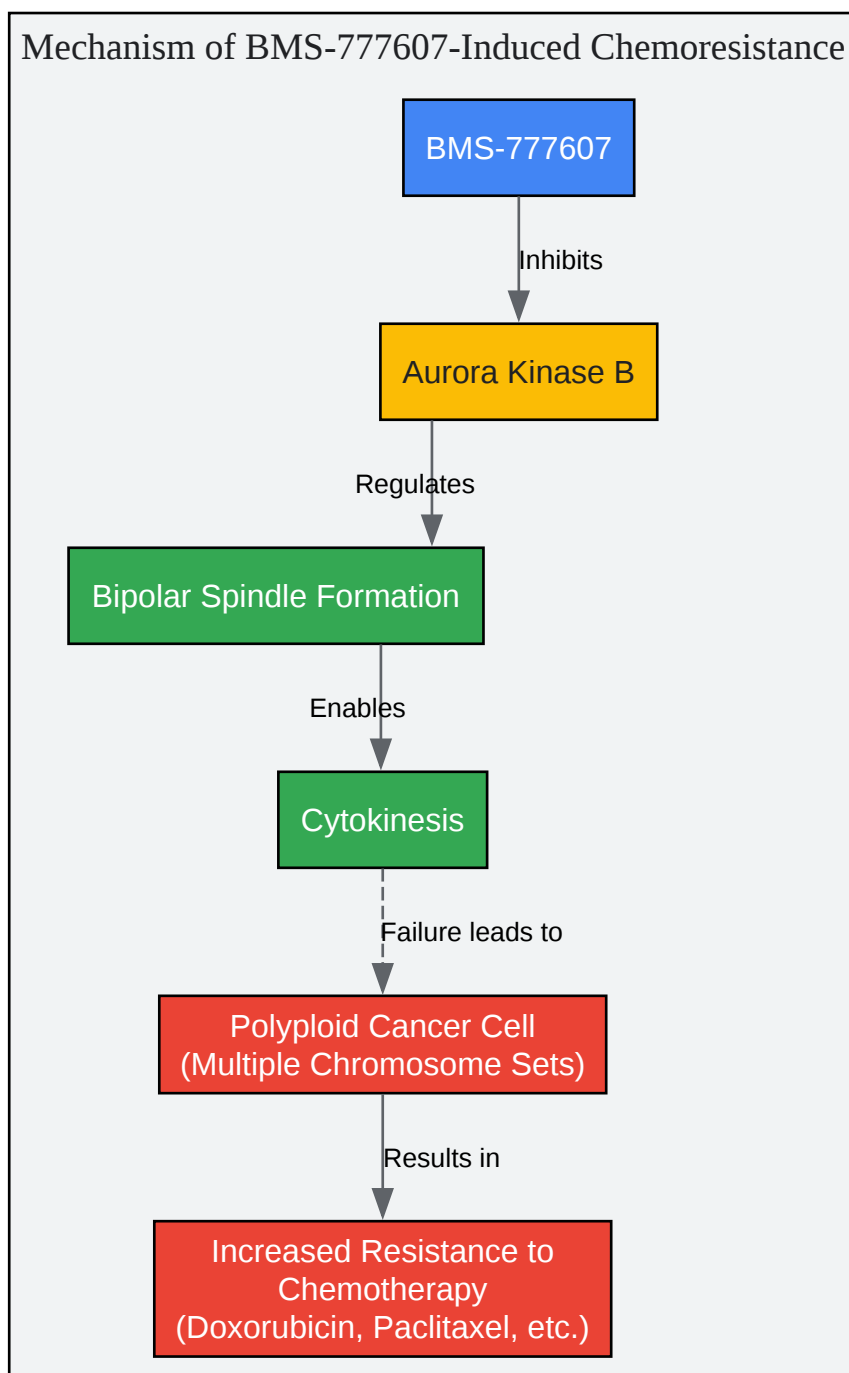 Mechanism of BMS-777607-Induced Chemoresistance
BMS-777607
Inhibits
Aurora Kinase B
Regulates
Bipolar Spindle Formation
Enables
Cytokinesis
Failure leads to
Polyploid Cancer Cell
(Multiple Chromosome Sets)
Results in
Increased Resistance to
Chemotherapy
(Doxorubicin, Paclitaxel, etc.)